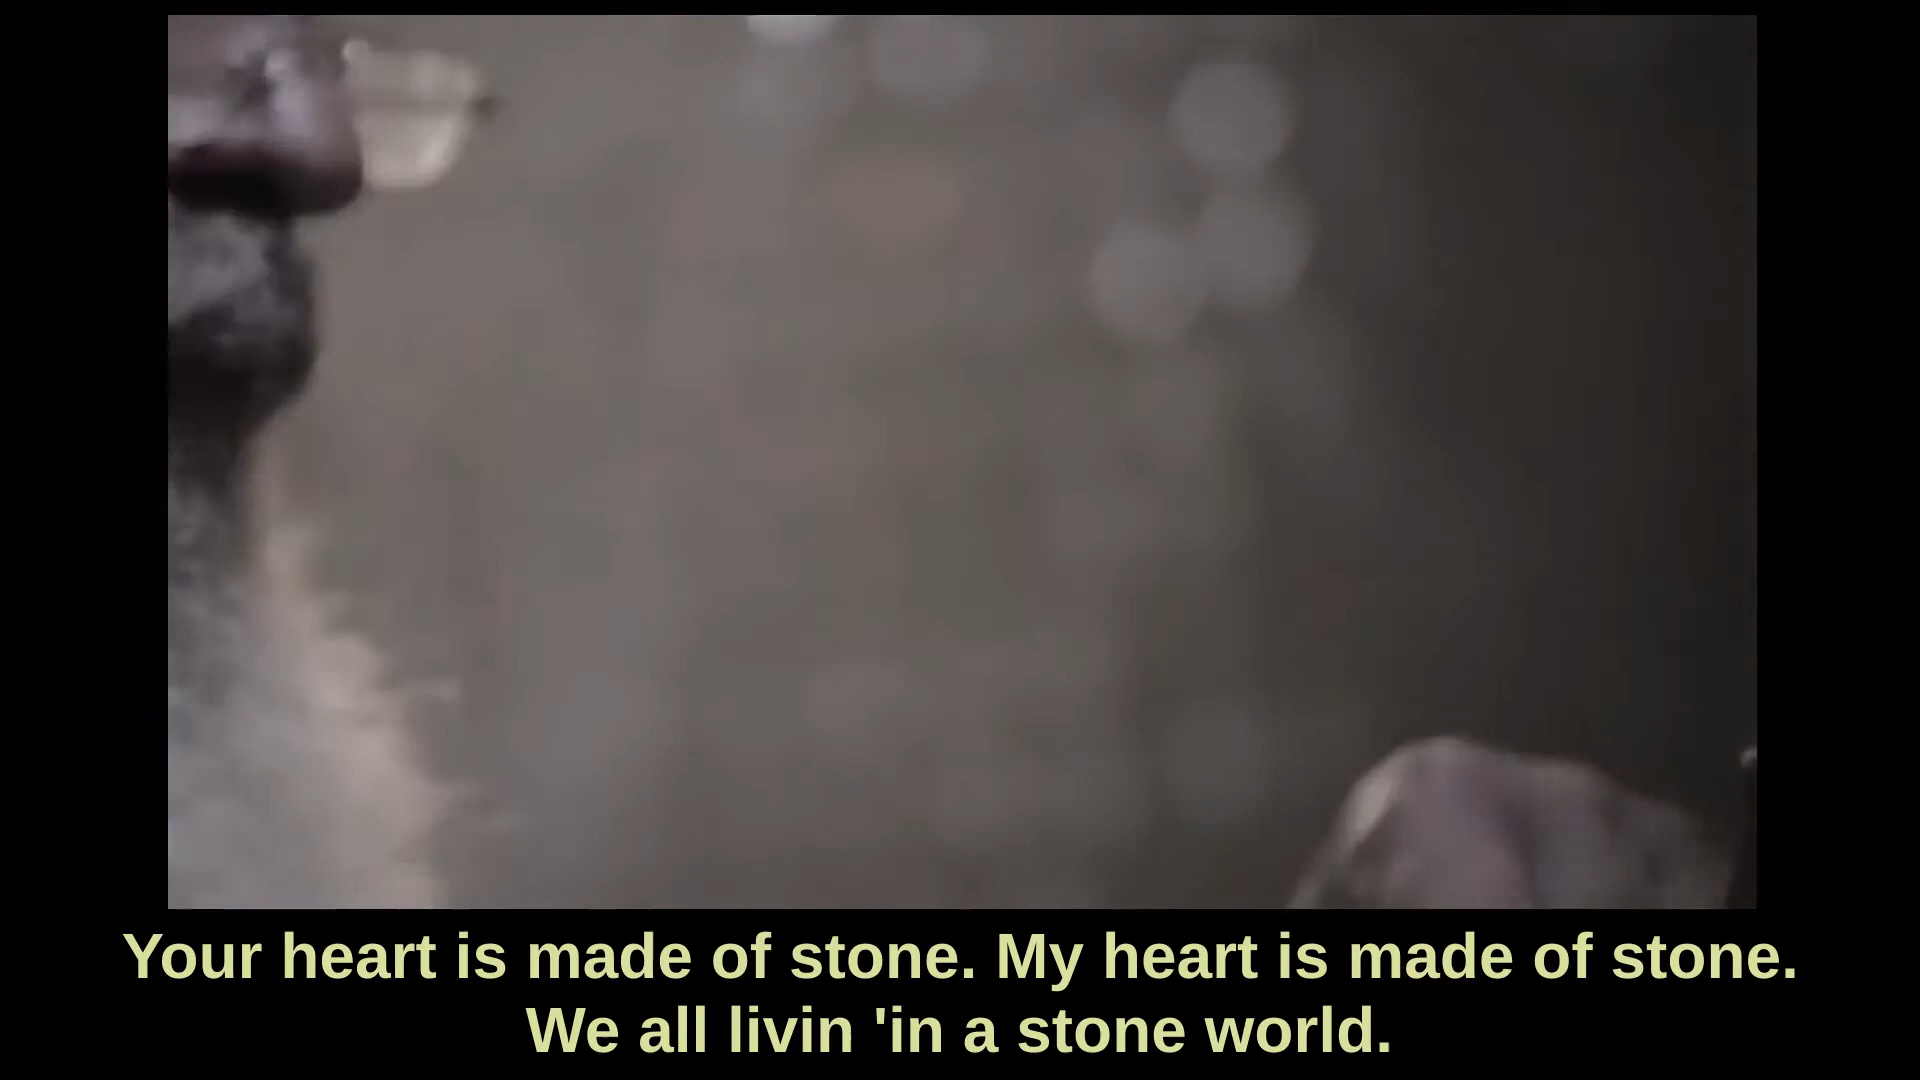 Your heart is made of stone. My heart is made of stone.
We all livin 'in a stone world.